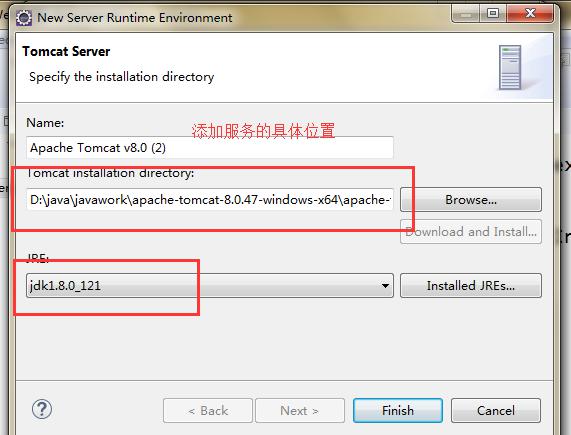 New Server Runtime Environment
Tomcat Server
Specify the installation directory
Name:
添加服务的具体位置
Apache Tomcat v8.0 (2)
Tomcat installation directory:
D:\java\javawork\apache-tomcat-8.0.47-windows-x64\apache-
Browse...
Download and Install...
JRE:
jdk1.8.0_121
Installed JREs...
?
< Back
Next >
Finish
Cancel